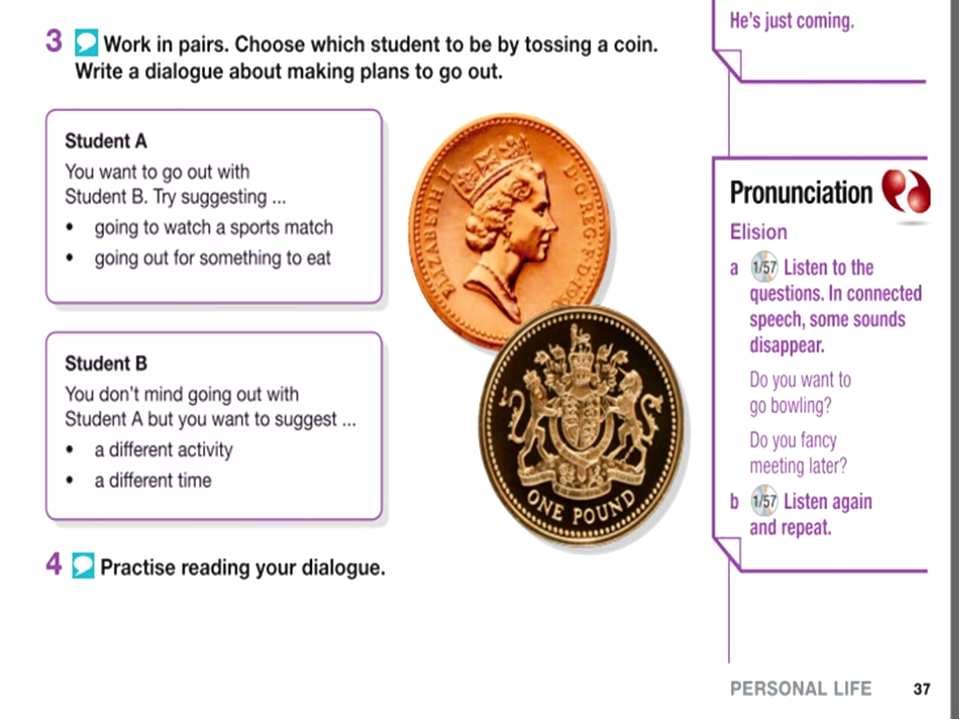 3 Work in pairs. Choose which student to be by tossing a coin.
Write a dialogue about making plans to go out.
Student A
You want to go out with
Student B. Try suggesting ...
• going to watch a sports match
• going out for something to eat
Student B
You don't mind going out with
Student A but you want to suggest ...
• a different activity
• a different time
4 Practise reading your dialogue.
ELIZABETH II
D·G·REG·F·D·
ONE POUND
He's just coming.
Pronunciation
Elision
a 1/57 Listen to the
questions. In connected
speech, some sounds
disappear.
Do you want to
go bowling?
Do you fancy
meeting later?
b 1/57 Listen again
and repeat.
PERSONAL LIFE 37